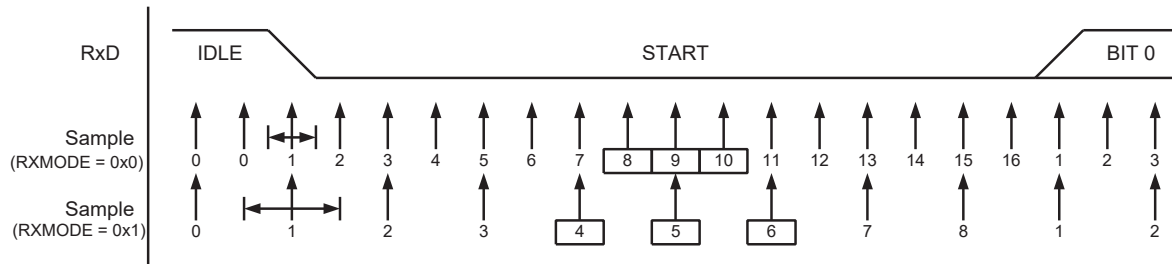 RxD IDLE START BIT 0
Sample
(RXMODE = 0x0) 0 0 1 2 3 4 5 6 7 8 9 10 11 12 13 14 15 16 1 2 3
Sample
(RXMODE = 0x1) 0 1 2 3 4 5 6 7 8 1 2